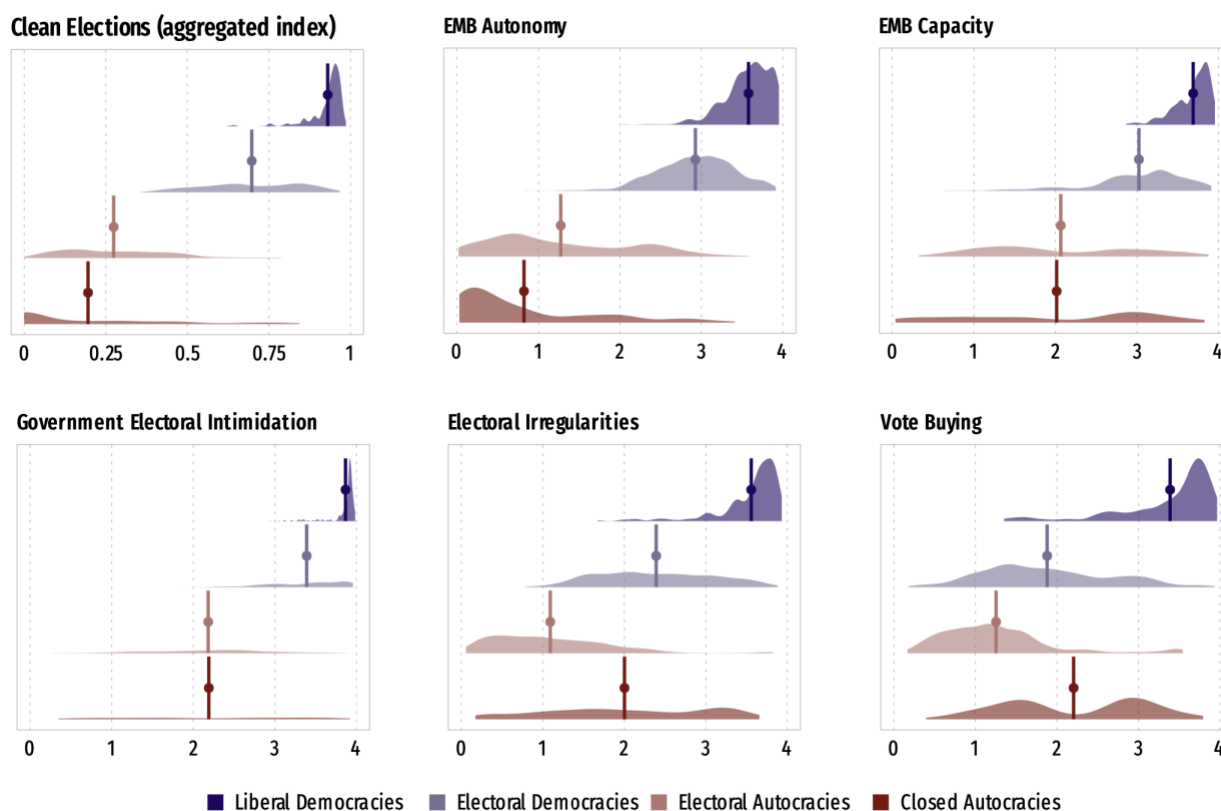 Clean Elections (aggregated index)
EMB Autonomy
EMB Capacity
0 0.25 0.5 0.75 1
0 1 2 3 4
0 1 2 3 4
Government Electoral Intimidation
Electoral Irregularities
Vote Buying
0 1 2 3 4
0 1 2 3 4
0 1 2 3 4
Liberal Democracies Electoral Democracies Electoral Autocracies Closed Autocracies